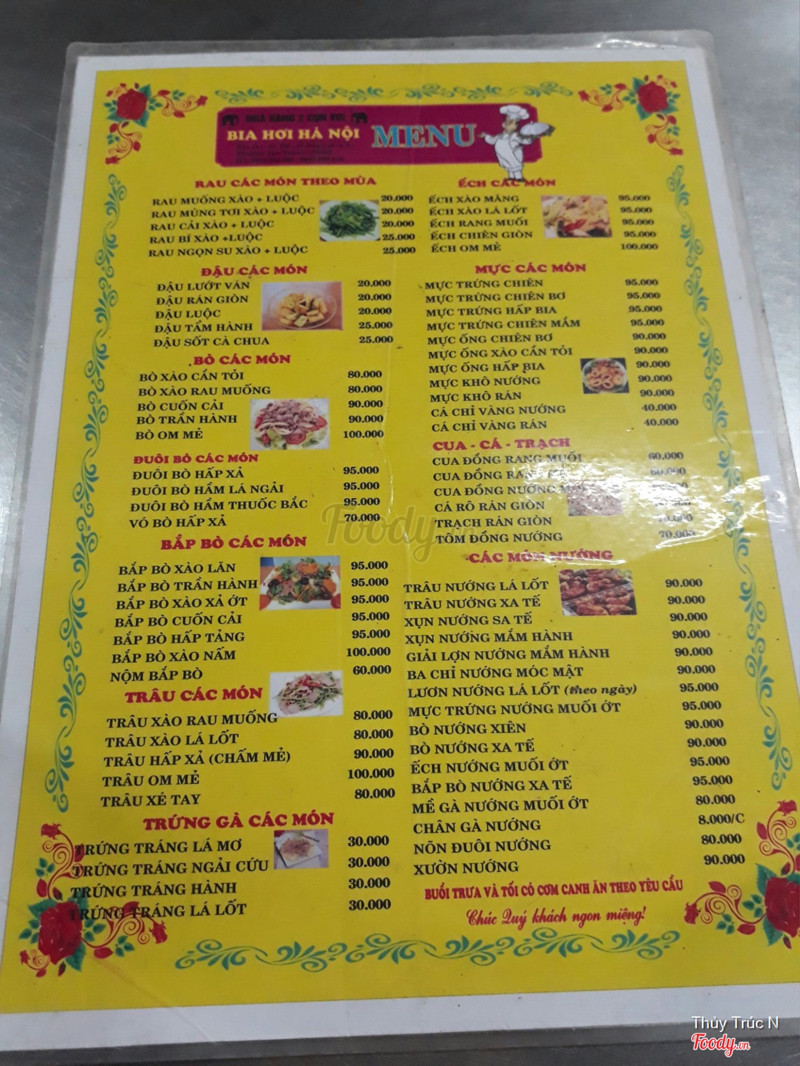 NHÀ HÀNG 2 CON VOI
BIA HƠI HÀ NỘI
MENU
RAU CÁC MÓN THEO MÙA
RAU MUỐNG XÀO + LUỘC 20.000
RAU MÙNG TƠI XÀO + LUỘC 20.000
RAU CẢI XÀO + LUỘC 20.000
RAU BÍ XÀO +LUỘC 25.000
RAU NGỌN SU XÀO + LUỘC 25.000
ĐẬU CÁC MÓN
ĐẬU LƯỚT VÁN 20.000
ĐẬU RÁN GIÒN 20.000
ĐẬU LUỘC 20.000
ĐẬU TẨM HÀNH 25.000
ĐẬU SỐT CÀ CHUA 25.000
BÒ CÁC MÓN
BÒ XÀO CẦN TỎI 80.000
BÒ XÀO RAU MUỐNG 80.000
BÒ CUỐN CẢI 90.000
BÒ TRẦN HÀNH 90.000
BÒ OM MẺ 100.000
ĐUÔI BÒ CÁC MÓN
ĐUÔI BÒ HẤP XẢ 95.000
ĐUÔI BÒ HẦM LÁ NGẢI 95.000
ĐUÔI BÒ HẦM THUỐC BẮC 95.000
VÓ BÒ HẤP XẢ 70.000
BẮP BÒ CÁC MÓN
BẮP BÒ XÀO LĂN 95.000
BẮP BÒ TRẦN HÀNH 95.000
BẮP BÒ XÀO XẢ ỚT 95.000
BẮP BÒ CUỐN CẢI 95.000
BẮP BÒ HẤP TẢNG 95.000
BẮP BÒ XÀO NẤM 100.000
NỘM BẮP BÒ 60.000
TRÂU CÁC MÓN
TRÂU XÀO RAU MUỐNG 80.000
TRÂU XÀO LÁ LỐT 80.000
TRÂU HẤP XẢ (CHẤM MẺ) 90.000
TRÂU OM MẺ 100.000
TRÂU XÉ TAY 80.000
TRỨNG GÀ CÁC MÓN
TRỨNG TRÁNG LÁ MƠ 30.000
TRỨNG TRÁNG NGẢI CỨU 30.000
TRỨNG TRÁNG HÀNH 30.000
TRỨNG TRÁNG LÁ LỐT 30.000
ẾCH CÁC MÓN
ẾCH XÀO MĂNG 95.000
ẾCH XÀO LÁ LỐT 95.000
ẾCH RANG MUỐI 95.000
ẾCH CHIÊN GIÒN 95.000
ẾCH OM MẺ 100.000
MỰC CÁC MÓN
MỰC TRỨNG CHIÊN 95.000
MỰC TRỨNG CHIÊN BƠ 95.000
MỰC TRỨNG HẤP BIA 95.000
MỰC TRỨNG CHIÊN MẮM 95.000
MỰC ỐNG CHIÊN BƠ 90.000
MỰC ỐNG XÀO CẦN TỎI 90.000
MỰC ỐNG HẤP BIA 90.000
MỰC KHÔ NƯỚNG 90.000
MỰC KHÔ RÁN 90.000
CÁ CHỈ VÀNG NƯỚNG 40.000
CÁ CHỈ VÀNG RÁN 40.000
CUA - CÁ - TRẠCH
CUA ĐỒNG RANG MUỐI 60.000
CUA ĐỒNG RANG 60.000
CUA ĐỒNG NƯỚNG
CÁ RÔ RÁN GIÒN
TRẠCH RÁN GIÒN
TÔM ĐỒNG NƯỚNG 70.000
CÁC MÓN NƯỚNG
TRÂU NƯỚNG LÁ LỐT 90.000
TRÂU NƯỚNG XA TẾ 90.000
XỤN NƯỚNG SA TẾ 90.000
XỤN NƯỚNG MẮM HÀNH 90.000
GIẢI LỢN NƯỚNG MẮM HÀNH 90.000
BA CHỈ NƯỚNG MÓC MẬT 90.000
LƯƠN NƯỚNG LÁ LỐT (theo ngày) 95.000
MỰC TRỨNG NƯỚNG MUỐI ỚT 95.000
BÒ NƯỚNG XIÊN 90.000
BÒ NƯỚNG XA TẾ 90.000
ẾCH NƯỚNG MUỐI ỚT 95.000
BẮP BÒ NƯỚNG XA TẾ 95.000
MỀ GÀ NƯỚNG MUỐI ỚT 80.000
CHÂN GÀ NƯỚNG 8.000/C
NÕN ĐUÔI NƯỚNG 80.000
XƯỜN NƯỚNG 90.000
BUỔI TRƯA VÀ TỐI CÓ CƠM CANH ĂN THEO YÊU CẦU
Chúc Quý khách ngon miệng!
Foody.vn
Thủy Trúc N
Foody.vn